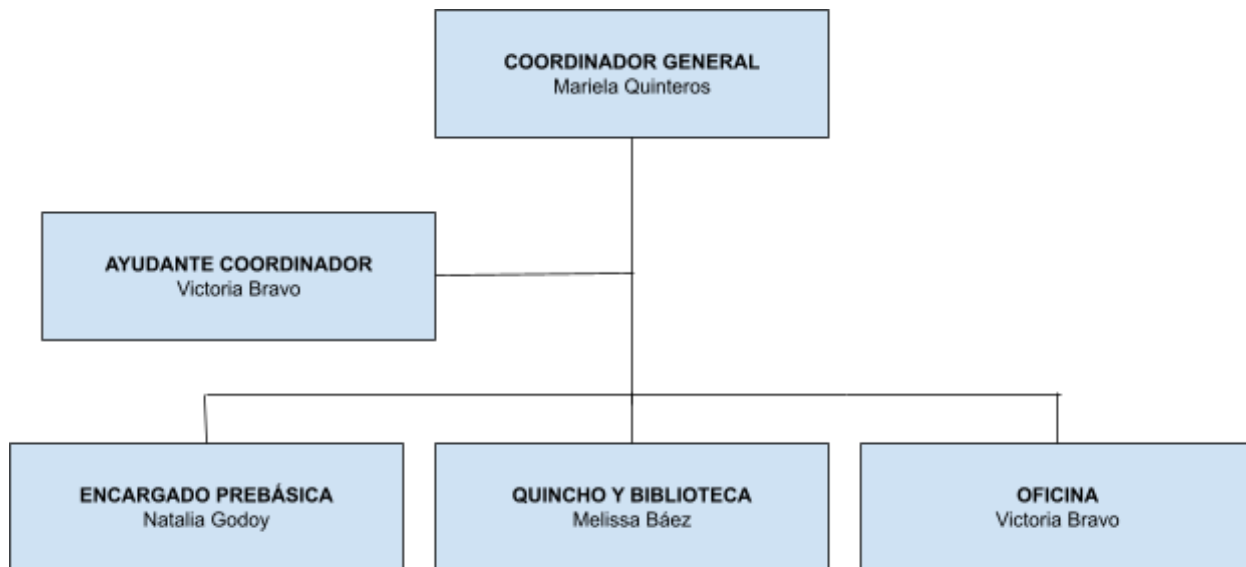 COORDINADOR GENERAL
Mariela Quinteros
AYUDANTE COORDINADOR
Victoria Bravo
ENCARGADO PREBÁSICA
Natalia Godoy
QUINCHO Y BIBLIOTECA
Melissa Báez
OFICINA
Victoria Bravo